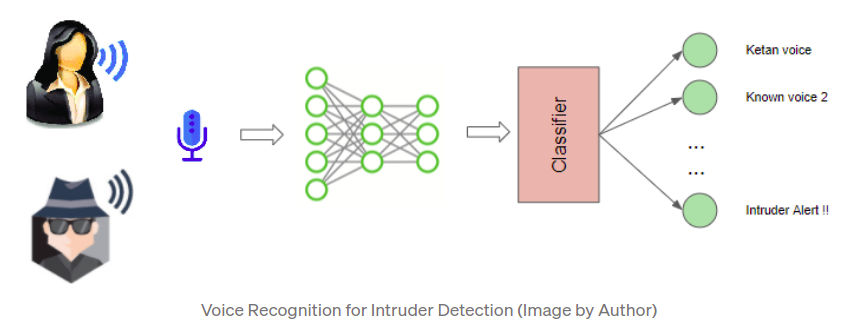 Ketan voice
Known voice 2
Classifier
...
...
Intruder Alert !!
Voice Recognition for Intruder Detection (Image by Author)